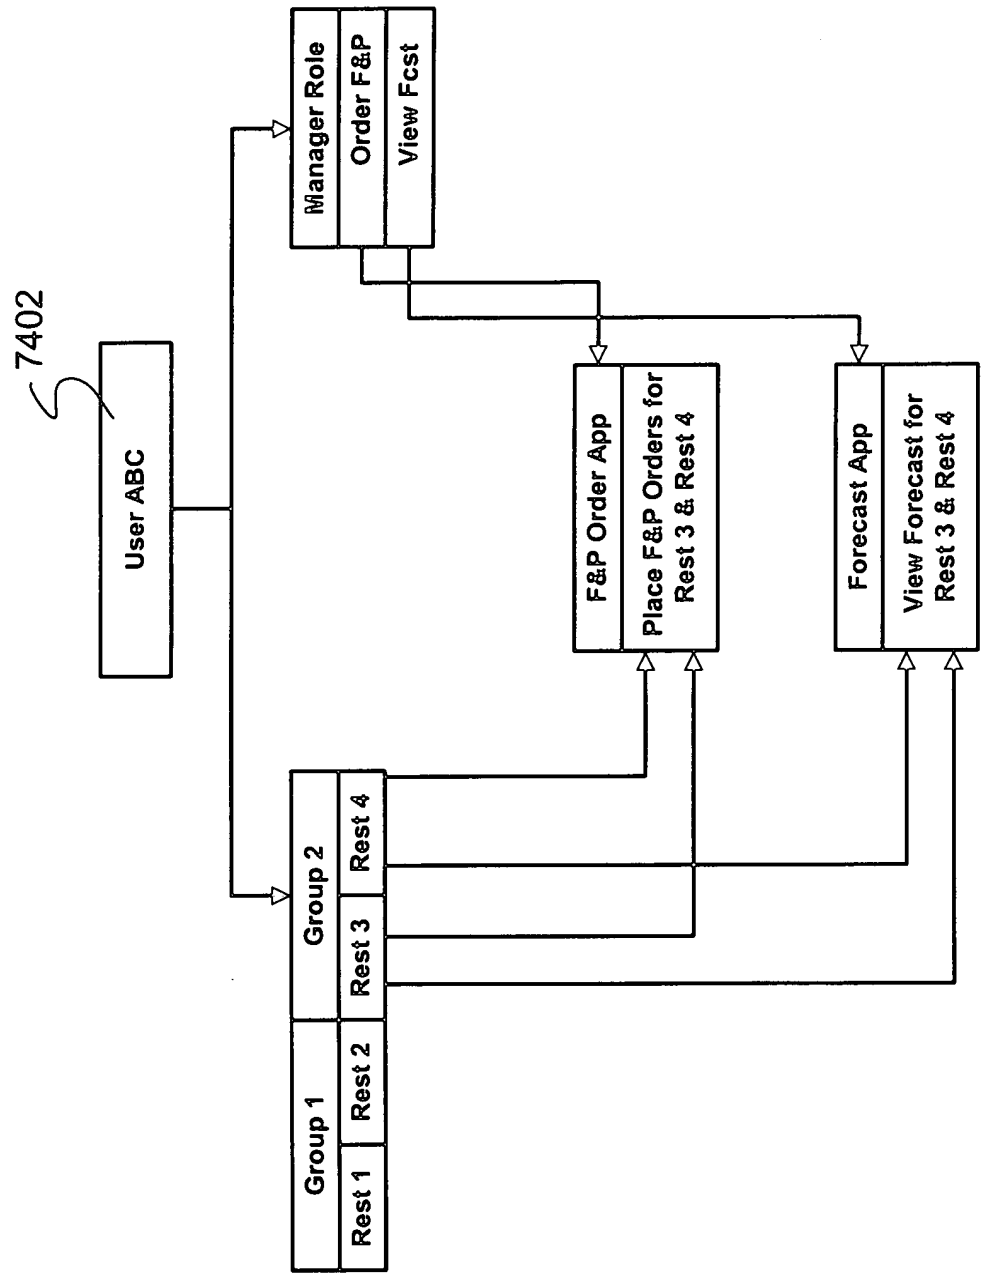 7402
User ABC
Group 1
Group 2
Rest 1
Rest 2
Rest 3
Rest 4
Manager Role
Order F&P
View Fcst
F&P Order App
Place F&P Orders for
Rest 3 & Rest 4
Forecast App
View Forecast for
Rest 3 & Rest 4